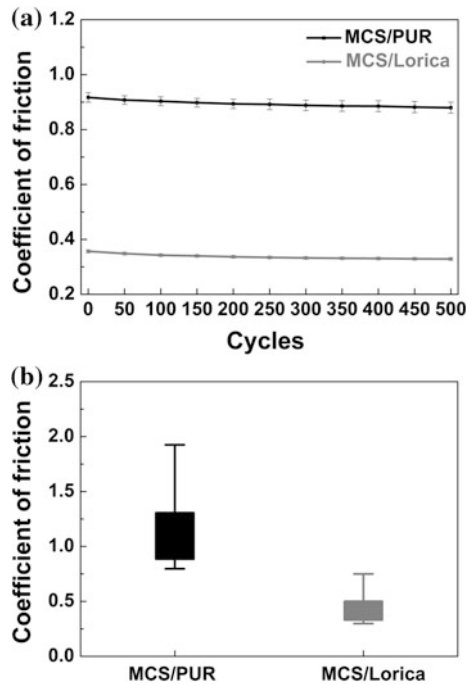 (a)
1.2
1.0
0.8
0.6
0.4
0.2
Coefficient of friction
MCS/PUR
MCS/Lorica
0 50 100 150 200 250 300 350 400 450 500
Cycles
(b)
2.5
2.0
1.5
1.0
0.5
0.0
Coefficient of friction
MCS/PUR MCS/Lorica